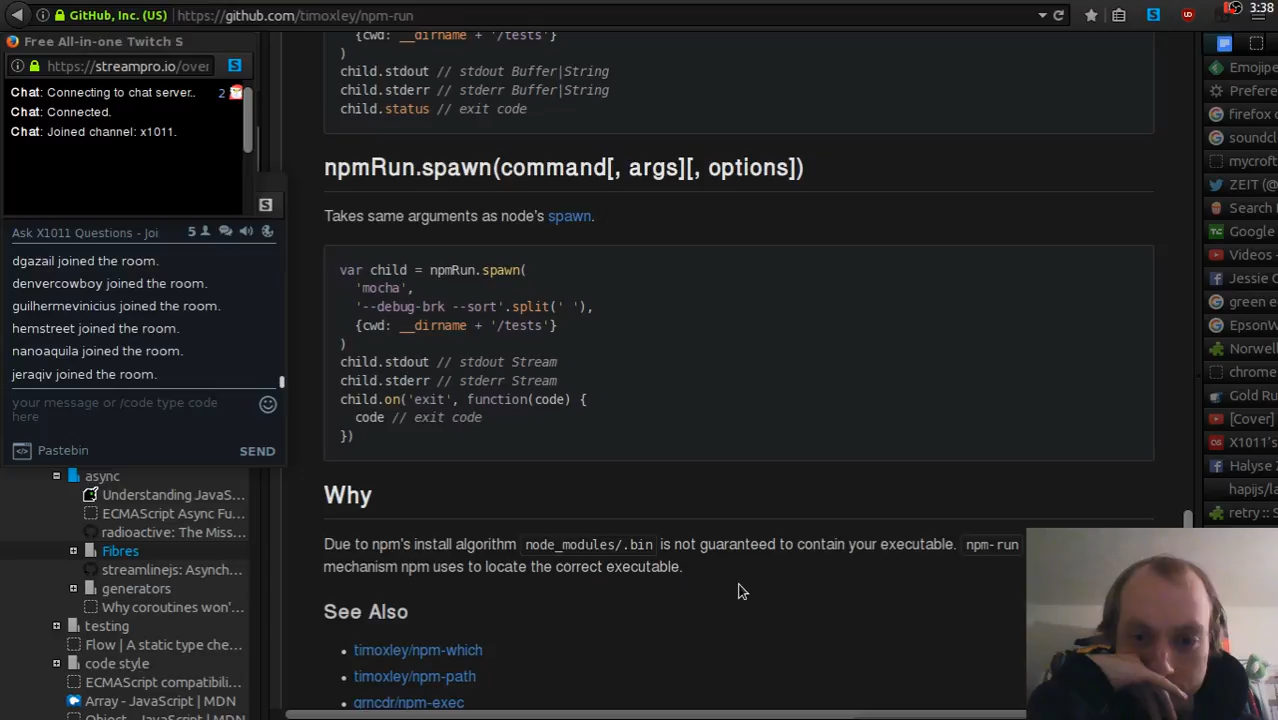 GitHub, Inc. (US)
https://github.com/timoxley/npm-run
3:38
Free All-in-one Twitch S
https://streampro.io/over
Chat: Connecting to chat server..
2
Chat: Connected.
Chat: Joined channel: x1011.
Ask X1011 Questions - Joi
5
dgazail joined the room.
denvercowboy joined the room.
guilhermevinicius joined the room.
hemstreet joined the room.
nanoaquila joined the room.
jeraqiv joined the room.
your message or /code type code
here
Pastebin
SEND
async
Understanding JavaS...
ECMAScript Async Fu...
radioactive: The Miss...
Fibres
streamlinejs: Asynch...
generators
Why coroutines won'...
testing
Flow | A static type che...
code style
ECMAScript compatibili...
Array - JavaScript | MDN
Object - JavaScript | MDN
{cwd: __dirname + '/tests'}
)
child.stdout // stdout Buffer|String
child.stderr // stderr Buffer|String
child.status // exit code
npmRun.spawn(command[, args][, options])
Takes same arguments as node's spawn.
var child = npmRun.spawn(
'mocha',
'--debug-brk --sort'.split(' '),
{cwd: __dirname + '/tests'}
)
child.stdout // stdout Stream
child.stderr // stderr Stream
child.on('exit', function(code) {
code // exit code
})
Why
Due to npm's install algorithm node_modules/.bin is not guaranteed to contain your executable. npm-run
mechanism npm uses to locate the correct executable.
See Also
timoxley/npm-which
timoxley/npm-path
grncdr/npm-exec
Emojipe
Prefere
firefox c
soundcl
mycroft
ZEIT (@
Search
Google
Videos -
Jessie C
green e
EpsonW
Norwell
chrome
Gold Ru
[Cover]
X1011's
Halyse Z
hapijs/la
retry :: S